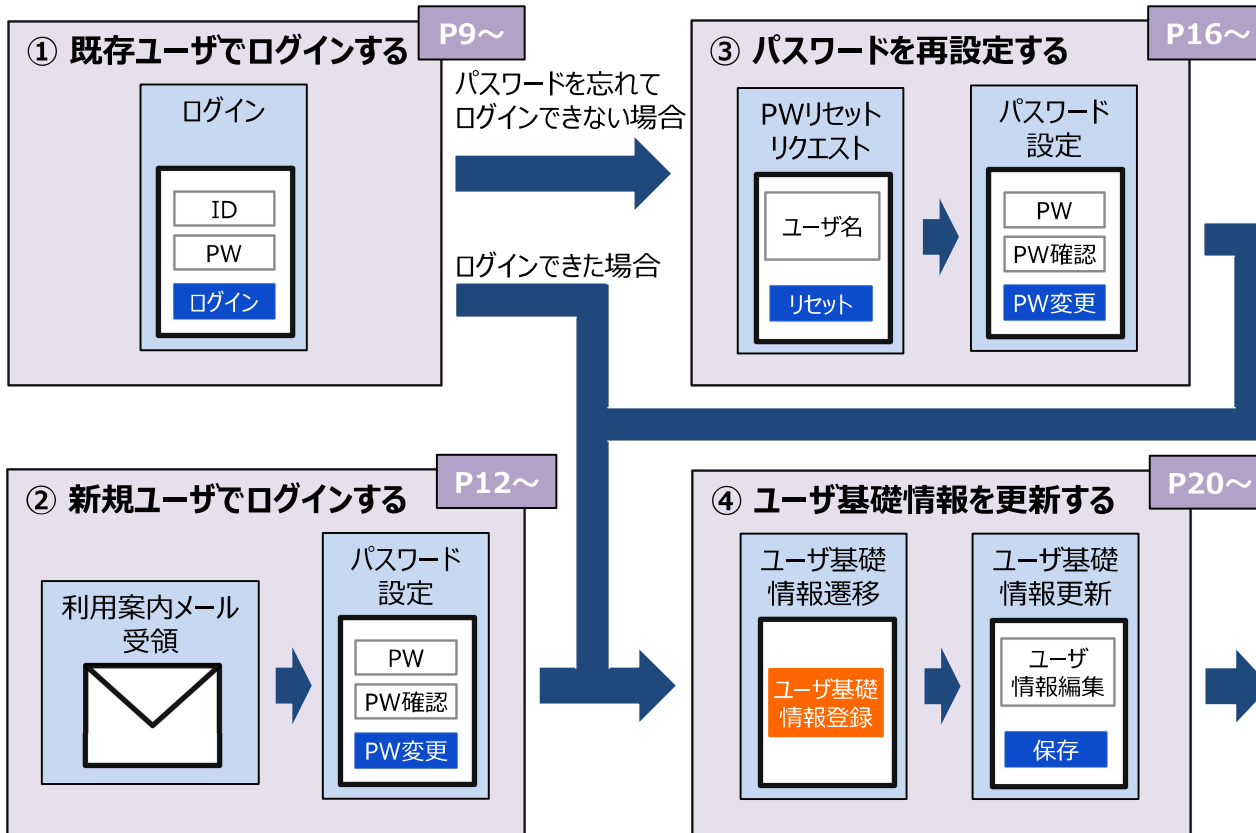 ① 既存ユーザでログインする
P9～
ログイン
ID
PW
ログイン
パスワードを忘れて
ログインできない場合
ログインできた場合
③ パスワードを再設定する
P16～
PWリセット
リクエスト
ユーザ名
リセット
パスワード
設定
PW
PW確認
PW変更
② 新規ユーザでログインする
P12～
利用案内メール
受領
パスワード
設定
PW
PW確認
PW変更
④ ユーザ基礎情報を更新する
P20～
ユーザ基礎
情報遷移
ユーザ基礎
情報登録
ユーザ基礎
情報更新
ユーザ
情報編集
保存